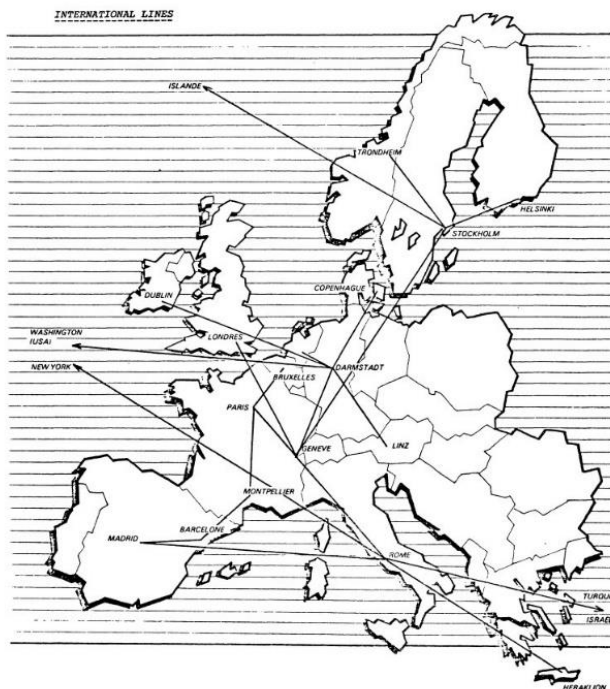 INTERNATIONAL LINES
ISLANDE
TRONDHEIM
HELSINKI
STOCKHOLM
COPENHAGUE
DUBLIN
WASHINGTON
(USA)
LONDRES
NEW YORK
DARMSTADT
BRUXELLES
PARIS
GENEVE
LINZ
MONTPELLIER
BARCELONE
MADRID
ROME
TURQU
ISRAEL
HERAKLION